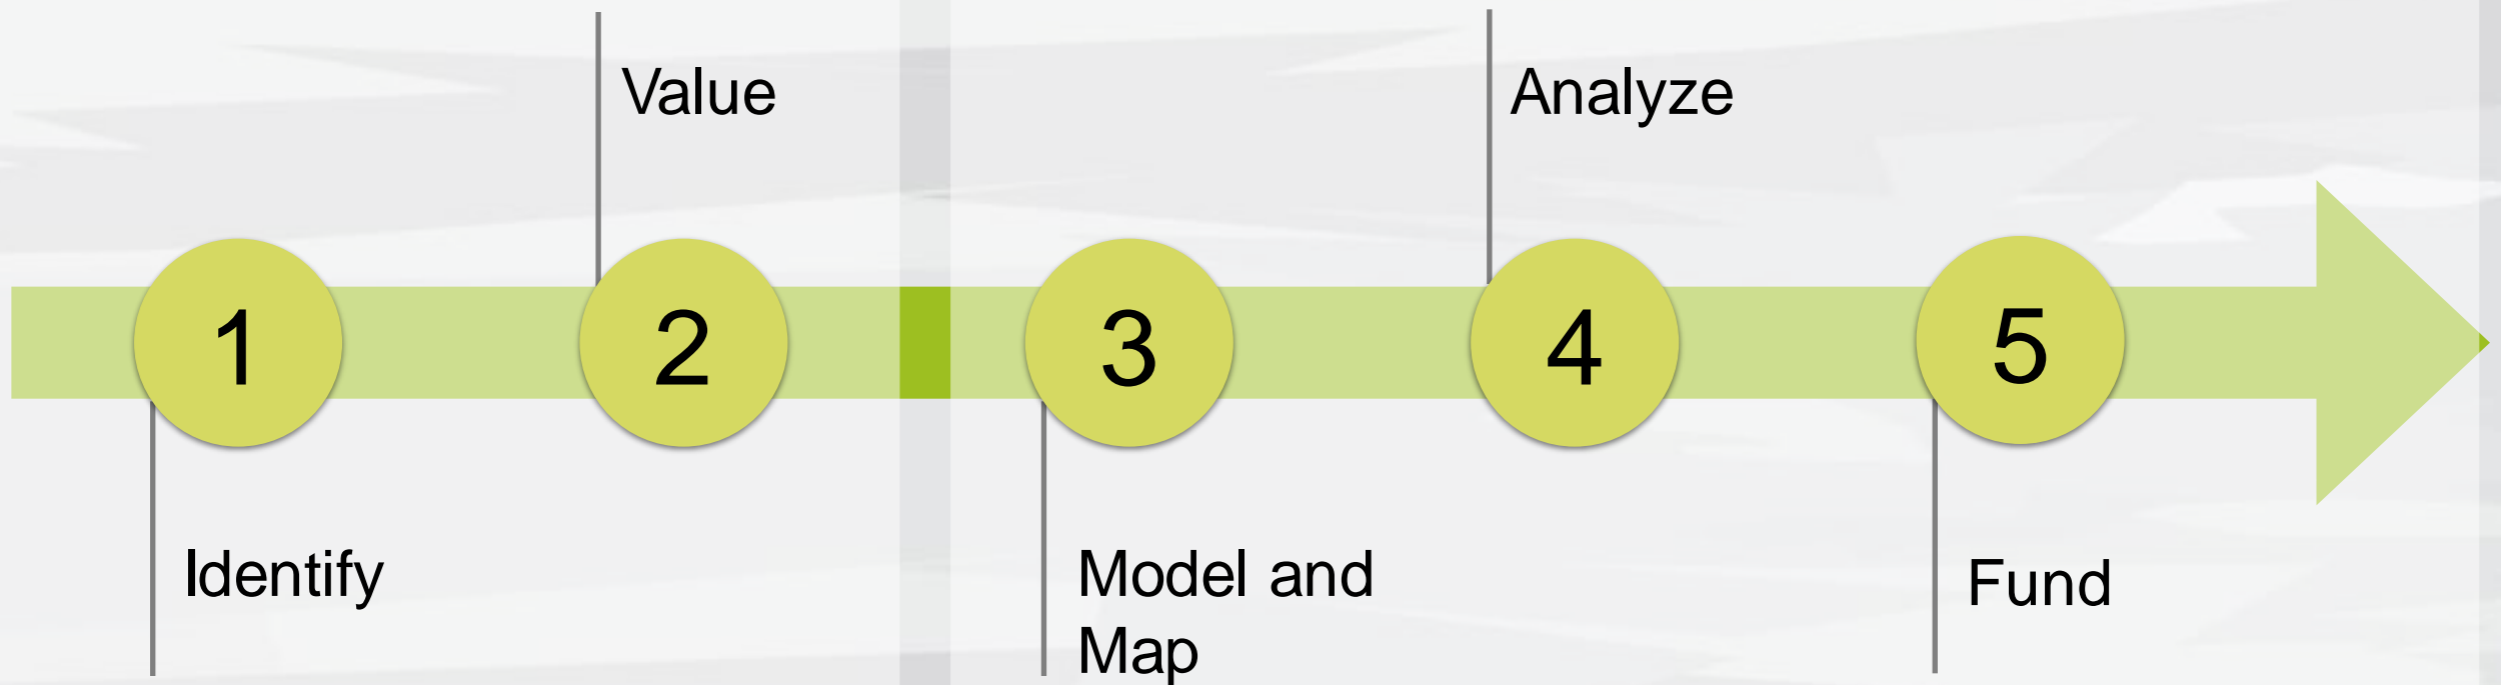 Value
Analyze
1
2
3
4
5
Identify
Model and
Map
Fund